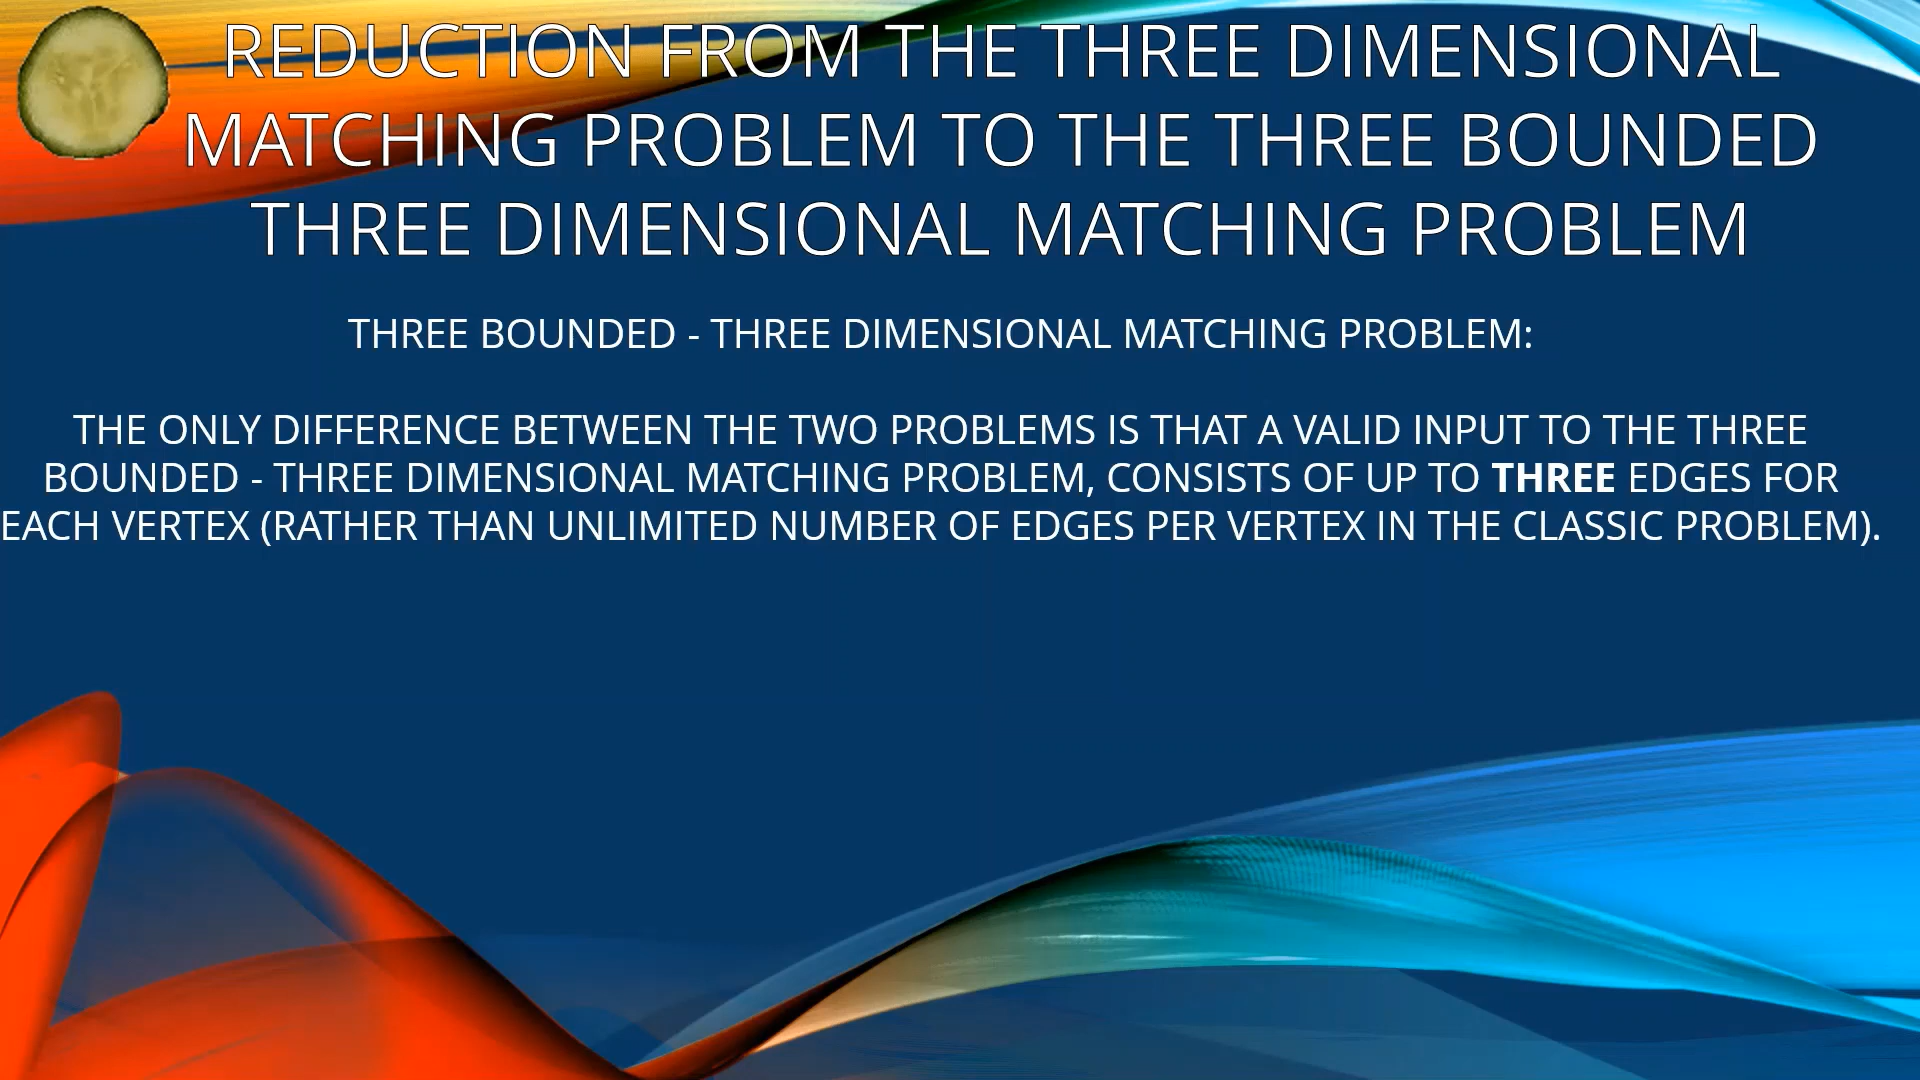 REDUCTION FROM THE THREE DIMENSIONAL
MATCHING PROBLEM TO THE THREE BOUNDED
THREE DIMENSIONAL MATCHING PROBLEM
THREE BOUNDED - THREE DIMENSIONAL MATCHING PROBLEM:
THE ONLY DIFFERENCE BETWEEN THE TWO PROBLEMS IS THAT A VALID INPUT TO THE THREE
BOUNDED - THREE DIMENSIONAL MATCHING PROBLEM, CONSISTS OF UP TO THREE EDGES FOR
EACH VERTEX (RATHER THAN UNLIMITED NUMBER OF EDGES PER VERTEX IN THE CLASSIC PROBLEM).